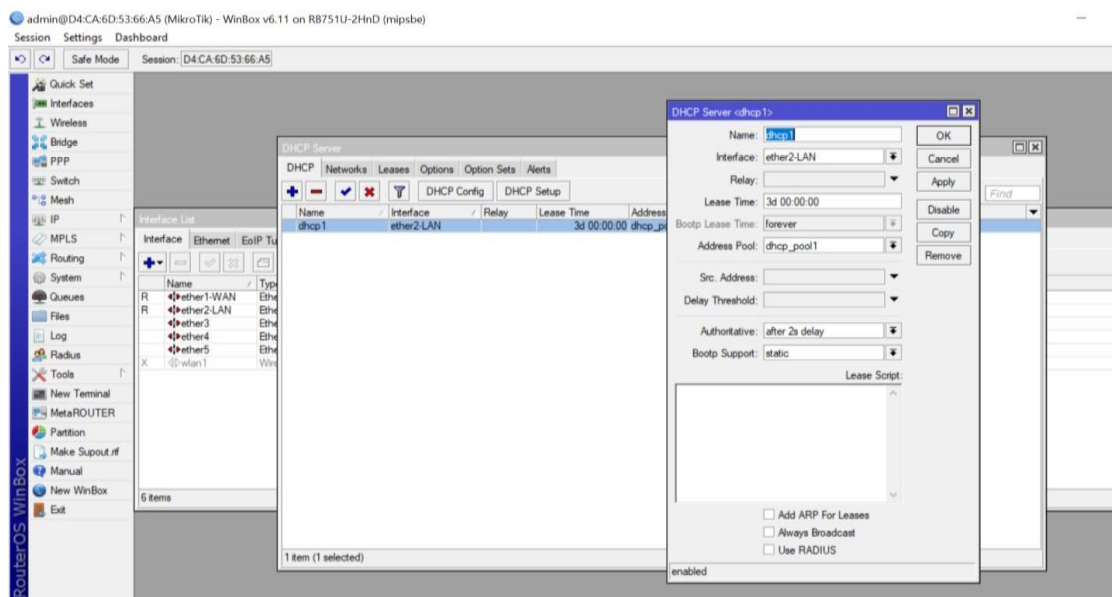 admin@D4:CA:6D:53:66:A5 (MikroTik) - WinBox v6.11 on RB751U-2HnD (mipsbe)
Session Settings Dashboard
Safe Mode Session: D4:CA:6D:53:66:A5
Quick Set
Interfaces
Wireless
Bridge
PPP
Switch
Mesh
IP
MPLS
Routing
System
Queues
Files
Log
Radius
Tools
New Terminal
MetaROUTER
Partition
Make Supout.rif
Manual
New WinBox
Exit
RouterOS WinBox
Interface List
Interface Ethernet EoIP Tu
Name Type
R ether1-WAN Ethe
R ether2-LAN Ethe
ether3 Ethe
ether4 Ethe
ether5 Ethe
X wlan1 Wire
6 items
DHCP Server
DHCP Networks Leases Options Option Sets Alerts
DHCP Config DHCP Setup
Find
Name Interface Relay Lease Time Address
dhcp1 ether2-LAN 3d 00:00:00 dhcp_po
1 item (1 selected)
DHCP Server <dhcp1>
Name: dhcp1
Interface: ether2-LAN
Relay:
Lease Time: 3d 00:00:00
Bootp Lease Time: forever
Address Pool: dhcp_pool1
Src. Address:
Delay Threshold:
Authoritative: after 2s delay
Bootp Support: static
Lease Script:
Add ARP For Leases
Always Broadcast
Use RADIUS
enabled
OK
Cancel
Apply
Disable
Copy
Remove